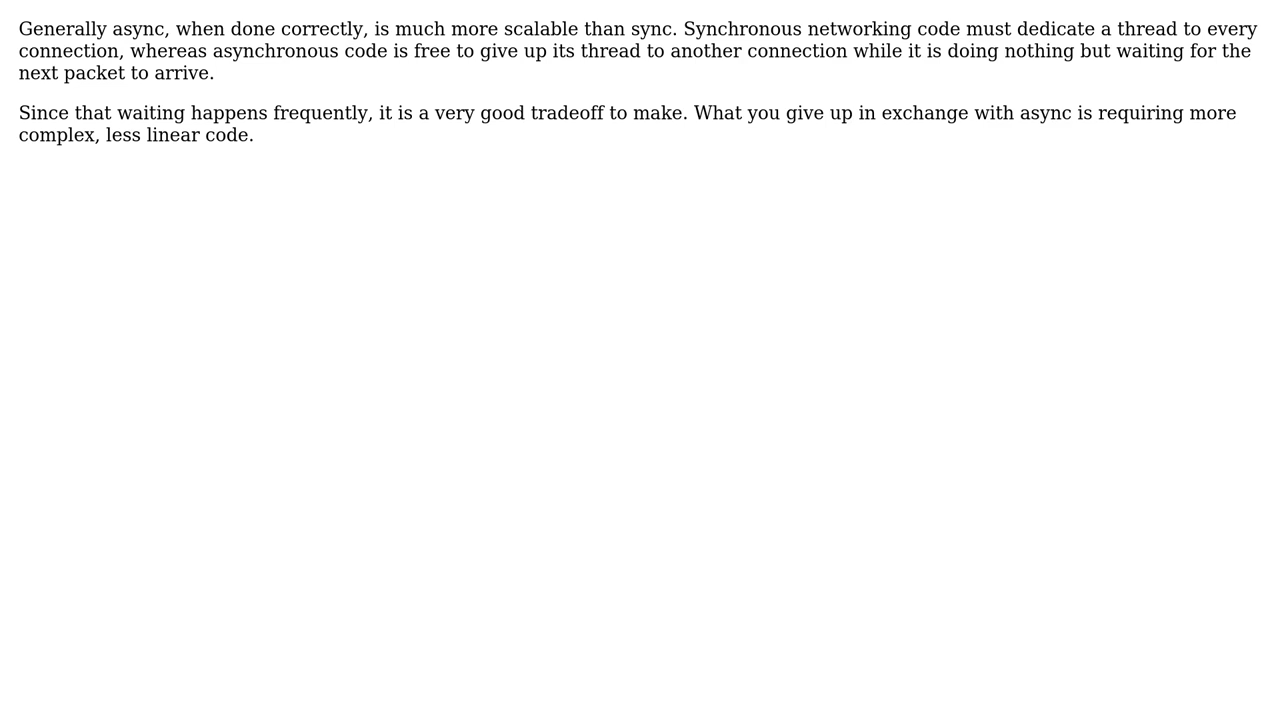 Generally async, when done correctly, is much more scalable than sync. Synchronous networking code must dedicate a thread to every
connection, whereas asynchronous code is free to give up its thread to another connection while it is doing nothing but waiting for the
next packet to arrive.
Since that waiting happens frequently, it is a very good tradeoff to make. What you give up in exchange with async is requiring more
complex, less linear code.